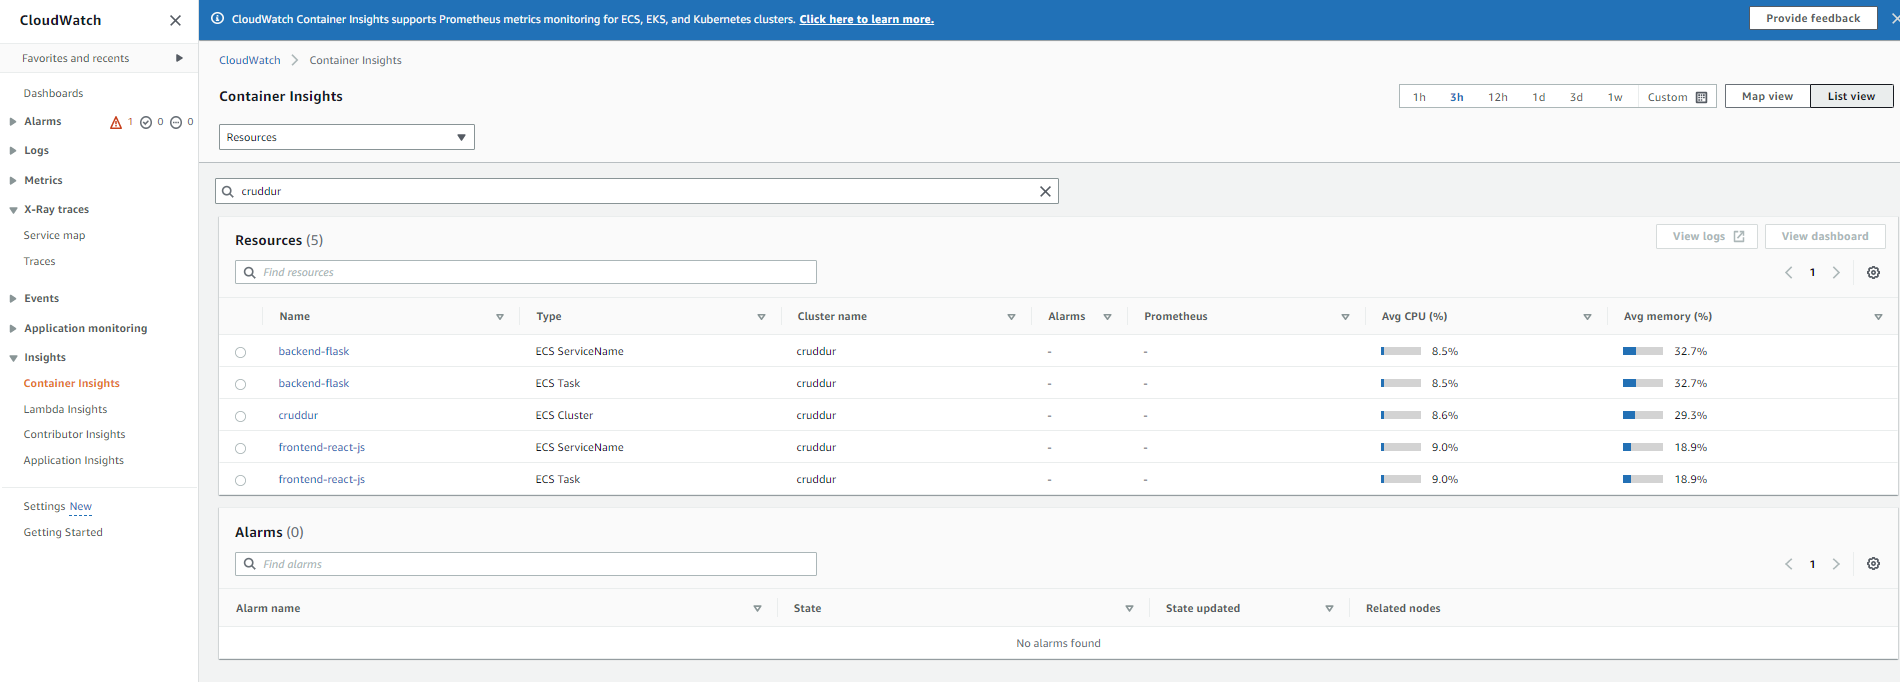 CloudWatch
Favorites and recents
Dashboards
Alarms 1 0 0
Logs
Metrics
X-Ray traces
Service map
Traces
Events
Application monitoring
Insights
Container Insights
Lambda Insights
Contributor Insights
Application Insights
Settings New
Getting Started
CloudWatch Container Insights supports Prometheus metrics monitoring for ECS, EKS, and Kubernetes clusters. Click here to learn more.
Provide feedback
CloudWatch Container Insights
Container Insights
1h 3h 12h 1d 3d 1w Custom Map view List view
Resources
cruddur
Resources (5)
View logs View dashboard
Find resources
1
Name Type Cluster name Alarms Prometheus Avg CPU (%) Avg memory (%)
backend-flask ECS ServiceName cruddur - - 8.5% 32.7%
backend-flask ECS Task cruddur - - 8.5% 32.7%
cruddur ECS Cluster cruddur - - 8.6% 29.3%
frontend-react-js ECS ServiceName cruddur - - 9.0% 18.9%
frontend-react-js ECS Task cruddur - - 9.0% 18.9%
Alarms (0)
Find alarms
1
Alarm name State State updated Related nodes
No alarms found